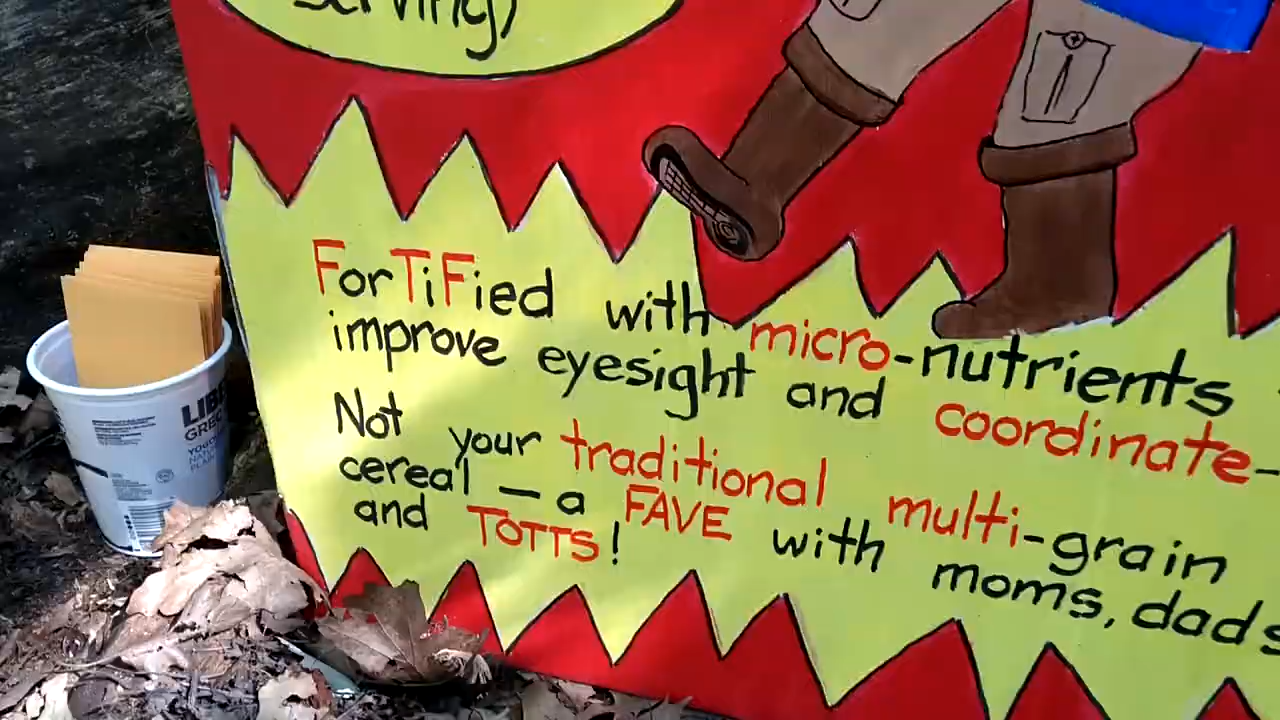 serving)
ForTiFied with micro-nutrients
improve eyesight and coordinate-
Not your traditional multi-grain
cereal – a FAVE with moms, dads
and TOTTS!